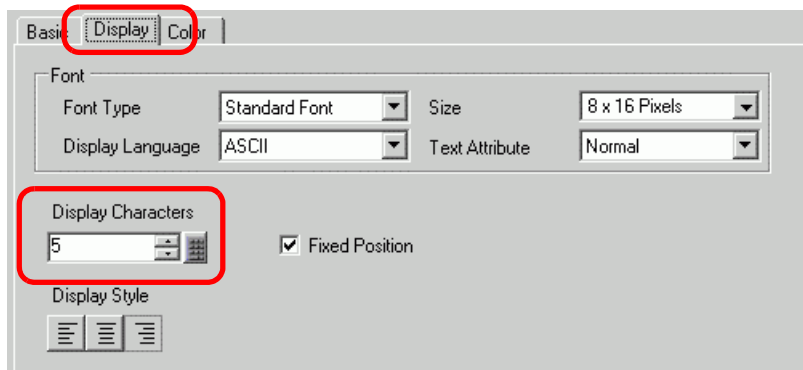 Basic Display Color
Font
Font Type Standard Font Size 8 x 16 Pixels
Display Language ASCII Text Attribute Normal
Display Characters
5 Fixed Position
Display Style